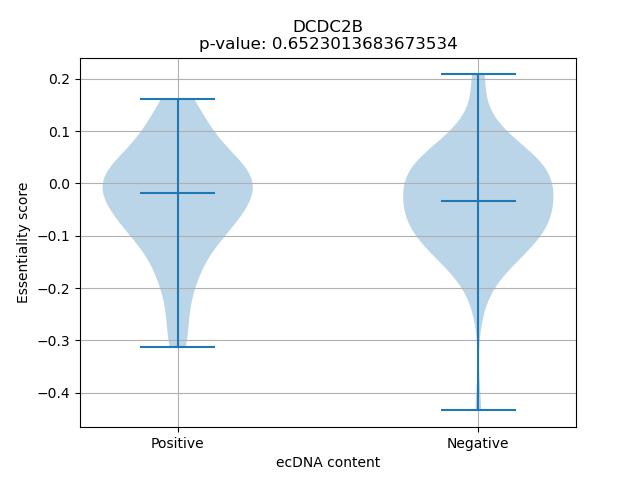 DCDC2B
p-value: 0.6523013683673534
0.2
0.1
0.0
−0.1
−0.2
−0.3
−0.4
Essentiality score
Positive
Negative
ecDNA content